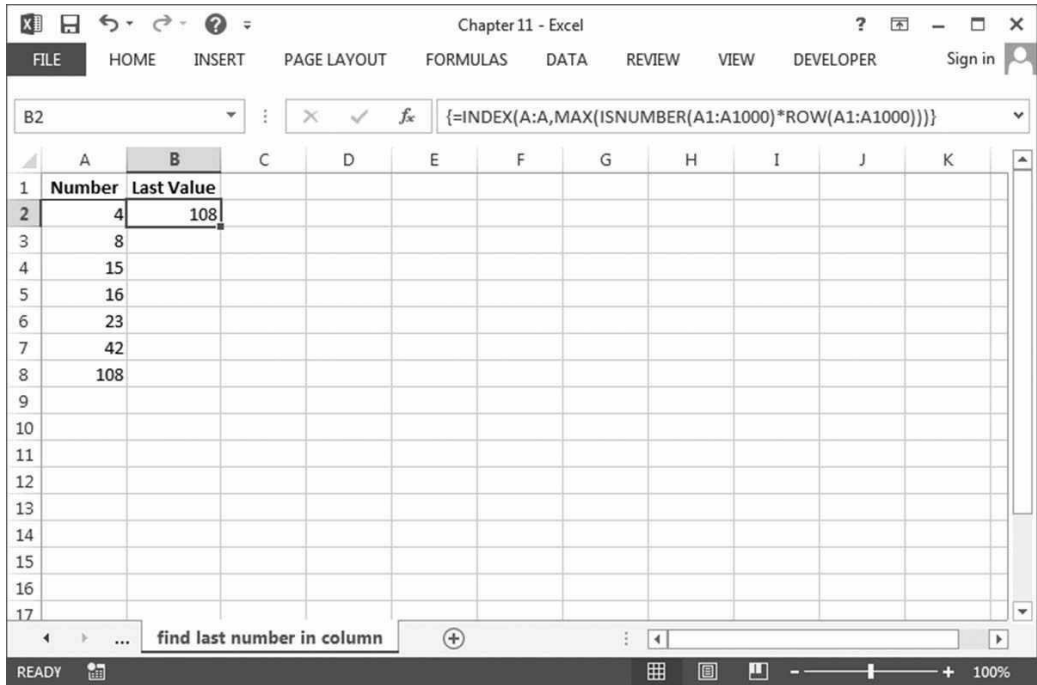 Chapter 11 - Excel ?
FILE HOME INSERT PAGE LAYOUT FORMULAS DATA REVIEW VIEW DEVELOPER Sign in
B2 fx {=INDEX(A:A,MAX(ISNUMBER(A1:A1000)*ROW(A1:A1000)))}
A B C D E F G H I J K
1 Number Last Value
2 4 108
3 8
4 15
5 16
6 23
7 42
8 108
9
10
11
12
13
14
15
16
17
... find last number in column
READY 100%